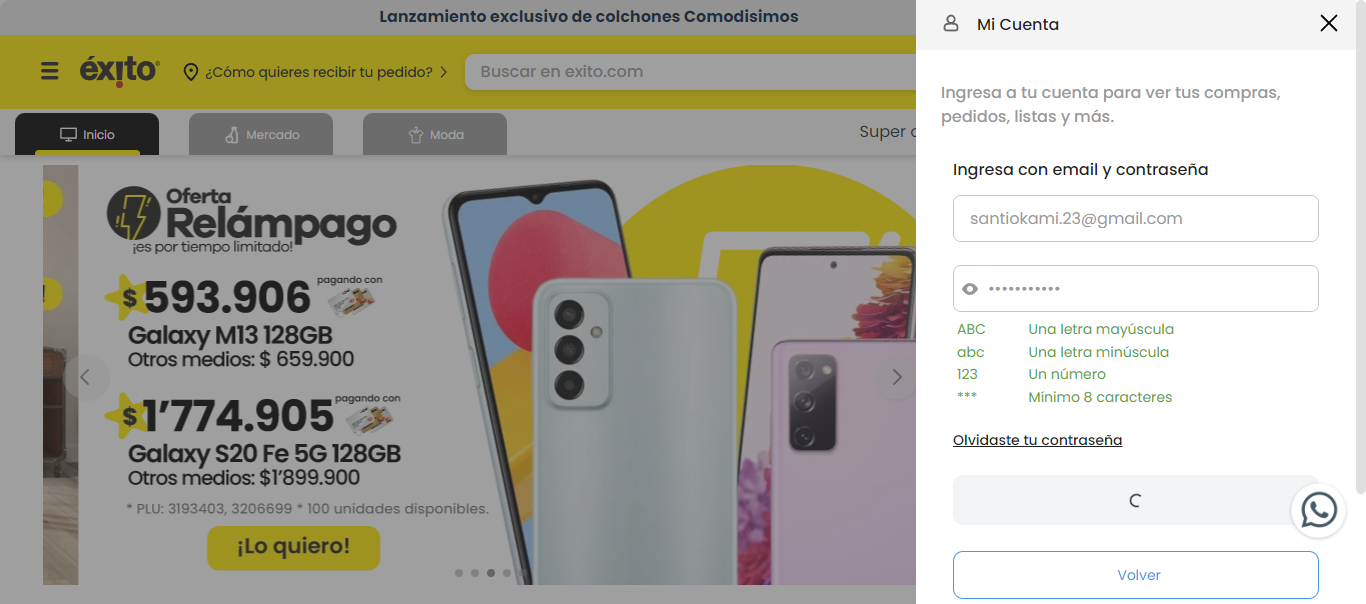 Lanzamiento exclusivo de colchones Comodisimos
éxito
¿Cómo quieres recibir tu pedido?
Buscar en exito.com
Inicio
Mercado
Moda
Super
Oferta
Relámpago
¡es por tiempo limitado!
$593.906 pagando con
Galaxy M13 128GB
Otros medios: $ 659.900
$1'774.905 pagando con
Galaxy S20 Fe 5G 128GB
Otros medios: $1'899.900
* PLU: 3193403, 3206699 * 100 unidades disponibles.
¡Lo quiero!
Mi Cuenta
Ingresa a tu cuenta para ver tus compras,
pedidos, listas y más.
Ingresa con email y contraseña
santiokami.23@gmail.com
•••••••••••
ABC Una letra mayúscula
abc Una letra minúscula
123 Un número
*** Mínimo 8 caracteres
Olvidaste tu contraseña
Volver